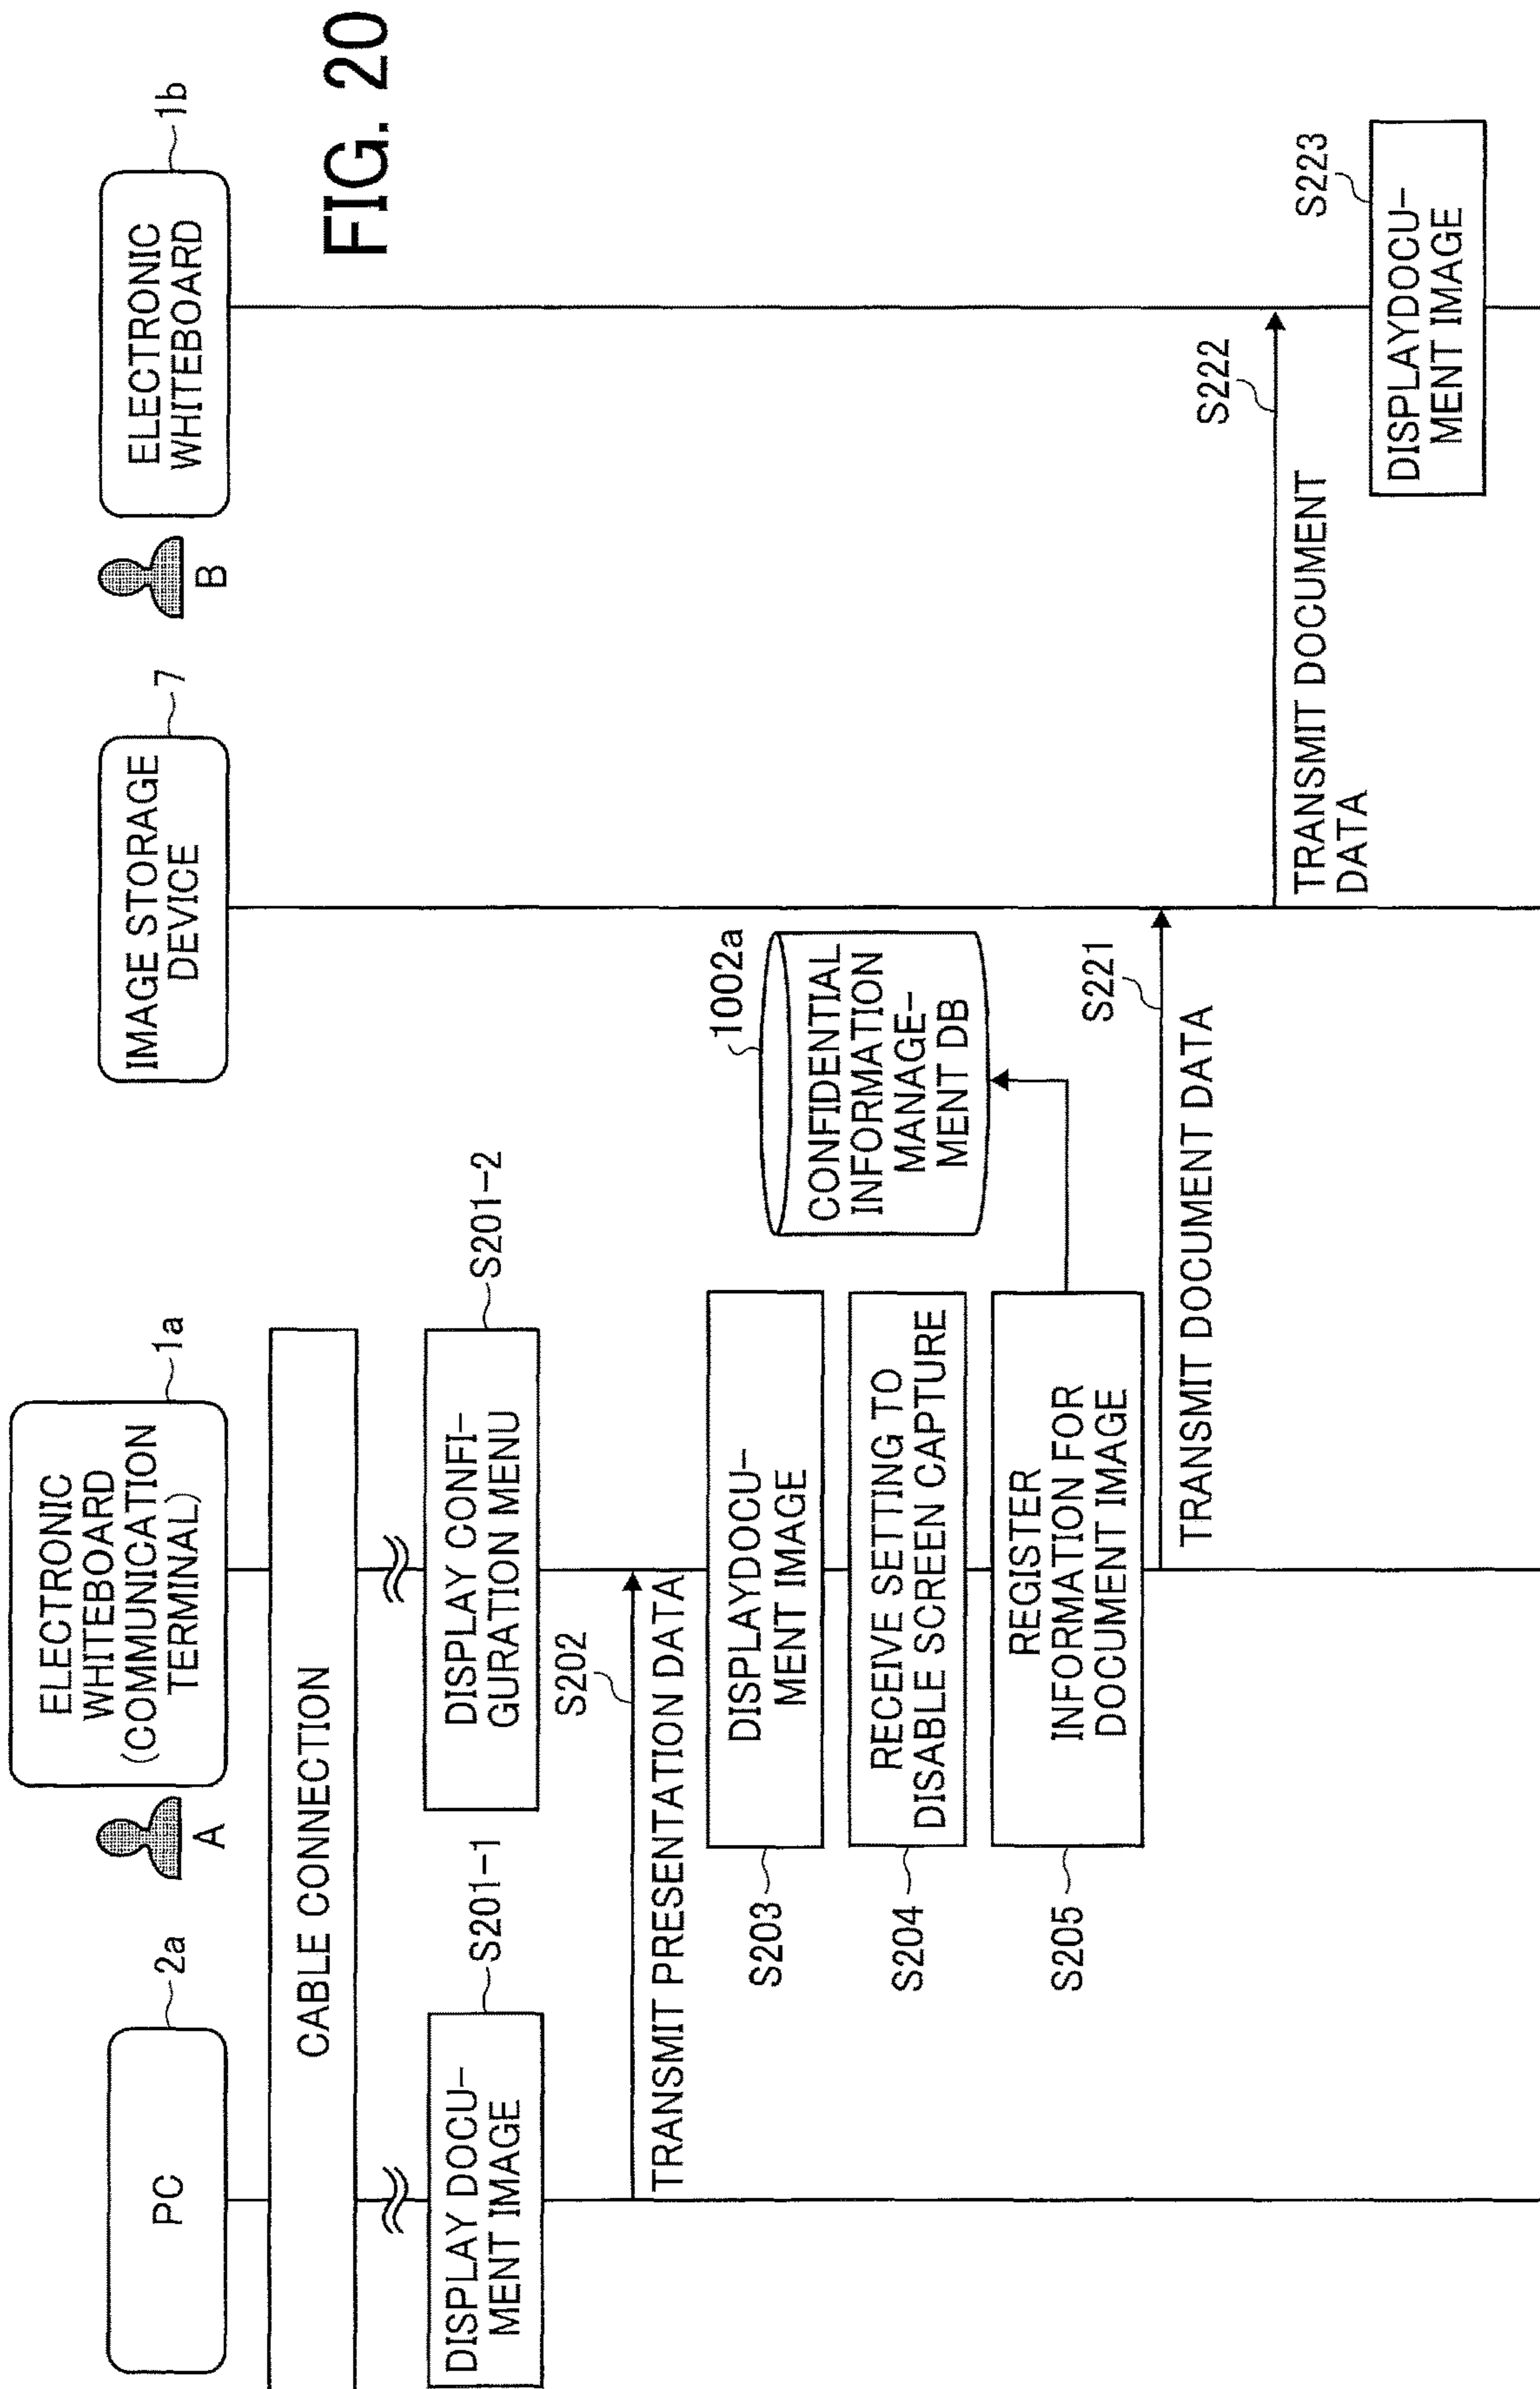 FIG. 20
PC
2a
A
ELECTRONIC
WHITEBOARD
(COMMUNICATION
TERMINAL)
1a
IMAGE STORAGE
DEVICE
7
B
ELECTRONIC
WHITEBOARD
1b
CABLE CONNECTION
DISPLAY DOCU-
MENT IMAGE
S201-1
DISPLAY CONFI-
GURATION MENU
S201-2
S202
TRANSMIT PRESENTATION DATA
S203
DISPLAYDOCU-
MENT IMAGE
S204
RECEIVE SETTING TO
DISABLE SCREEN CAPTURE
S205
REGISTER
INFORMATION FOR
DOCUMENT IMAGE
1002a
CONFIDENTIAL
INFORMATION
MANAGE-
MENT DB
S221
TRANSMIT DOCUMENT DATA
S222
TRANSMIT DOCUMENT
DATA
S223
DISPLAYDOCU-
MENT IMAGE